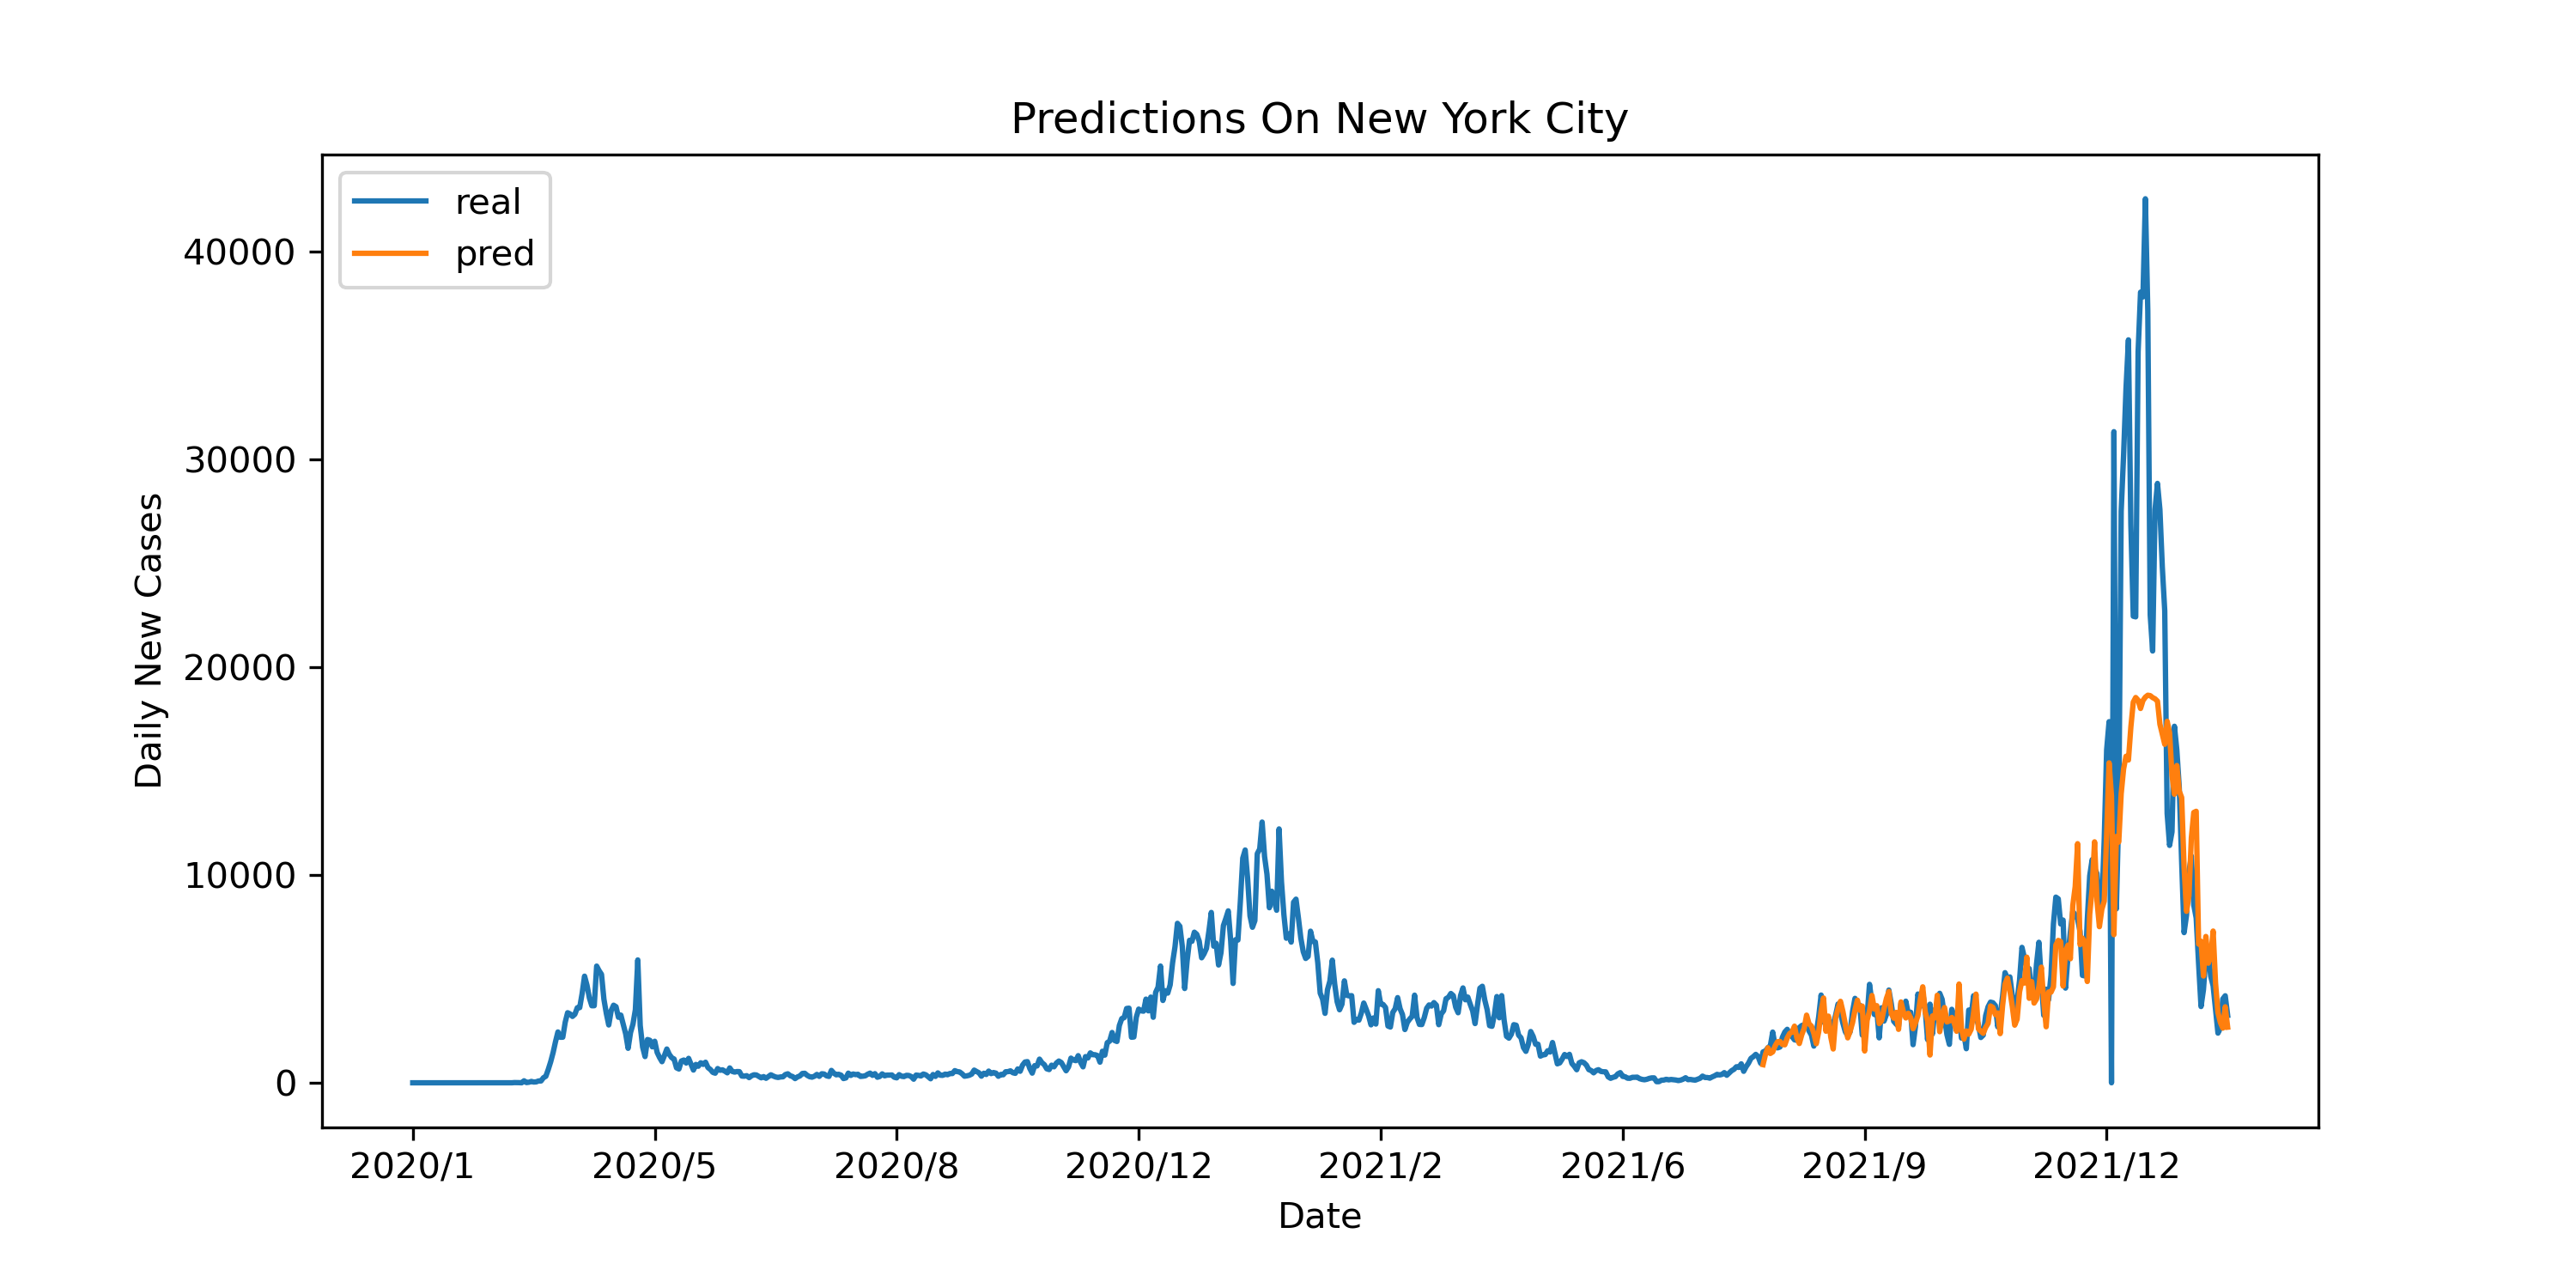 Predictions On New York City
real
pred
40000
30000
20000
10000
0
Daily New Cases
2020/1 2020/5 2020/8 2020/12 2021/2 2021/6 2021/9 2021/12
Date